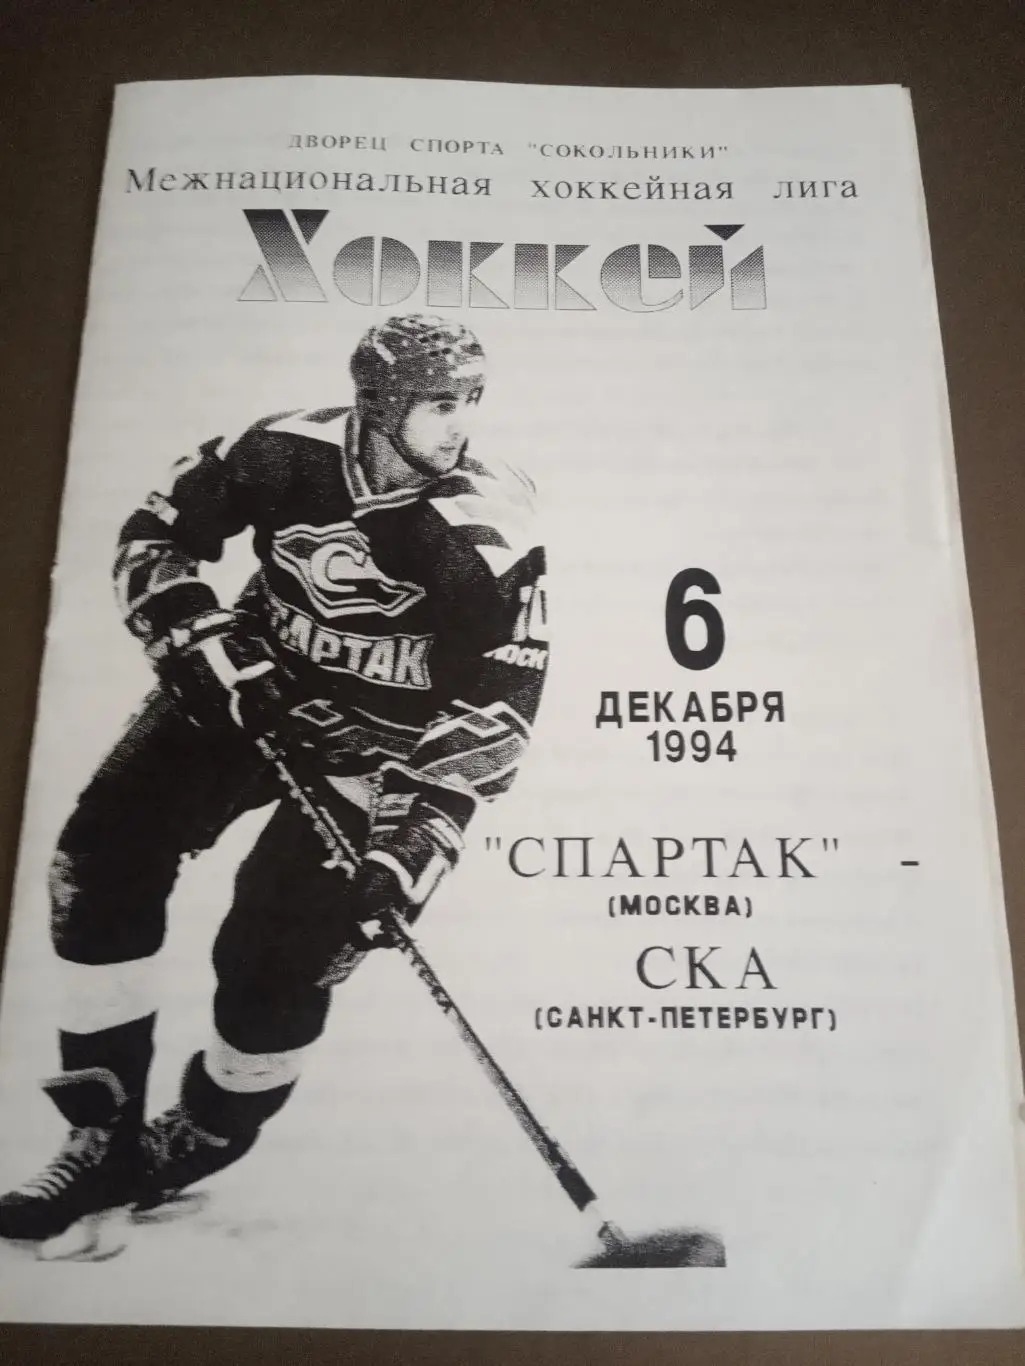 ДВОРЕЦ СПОРТА "СОКОЛЬНИКИ"
Межнациональная хоккейная лига
Хоккей
С
СПАРТАК
6
ДЕКАБРЯ
1994
"СПАРТАК" -
(МОСКВА)
СКА
(САНКТ-ПЕТЕРБУРГ)